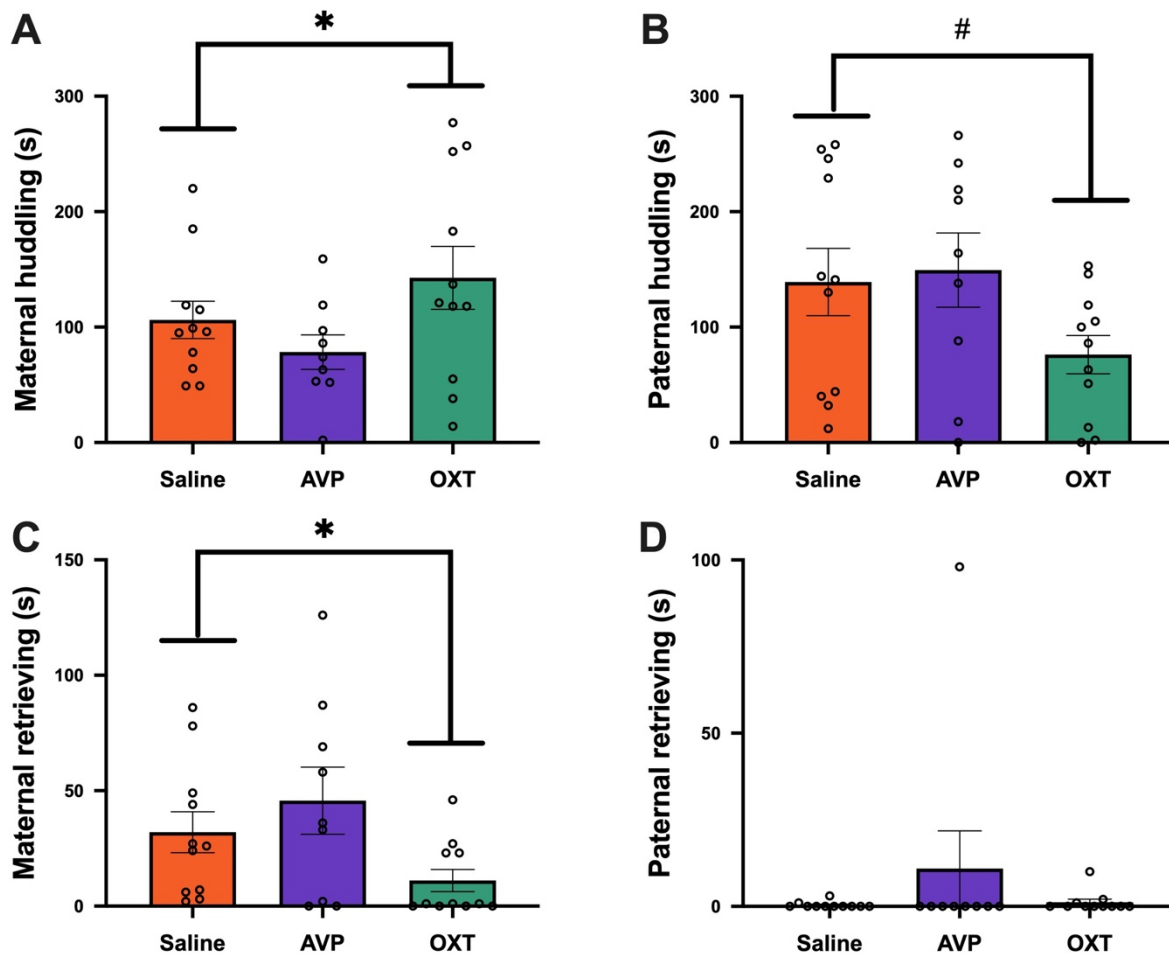 A
*
Maternal huddling (s)
300
200
100
0
Saline AVP OXT
B
#
Paternal huddling (s)
300
200
100
0
Saline AVP OXT
C
*
Maternal retrieving (s)
150
100
50
0
Saline AVP OXT
D
Paternal retrieving (s)
100
50
0
Saline AVP OXT